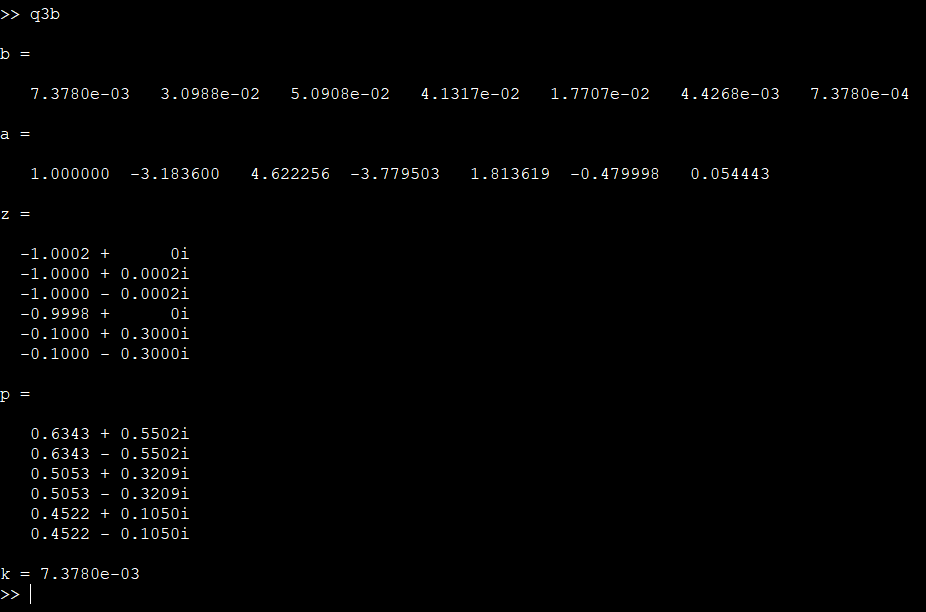 >> q3b
b =
7.3780e-03 3.0988e-02 5.0908e-02 4.1317e-02 1.7707e-02 4.4268e-03 7.3780e-04
a =
1.000000 -3.183600 4.622256 -3.779503 1.813619 -0.479998 0.054443
z =
-1.0002 + 0i
-1.0000 + 0.0002i
-1.0000 - 0.0002i
-0.9998 + 0i
-0.1000 + 0.3000i
-0.1000 - 0.3000i
p =
0.6343 + 0.5502i
0.6343 - 0.5502i
0.5053 + 0.3209i
0.5053 - 0.3209i
0.4522 + 0.1050i
0.4522 - 0.1050i
k = 7.3780e-03
>>